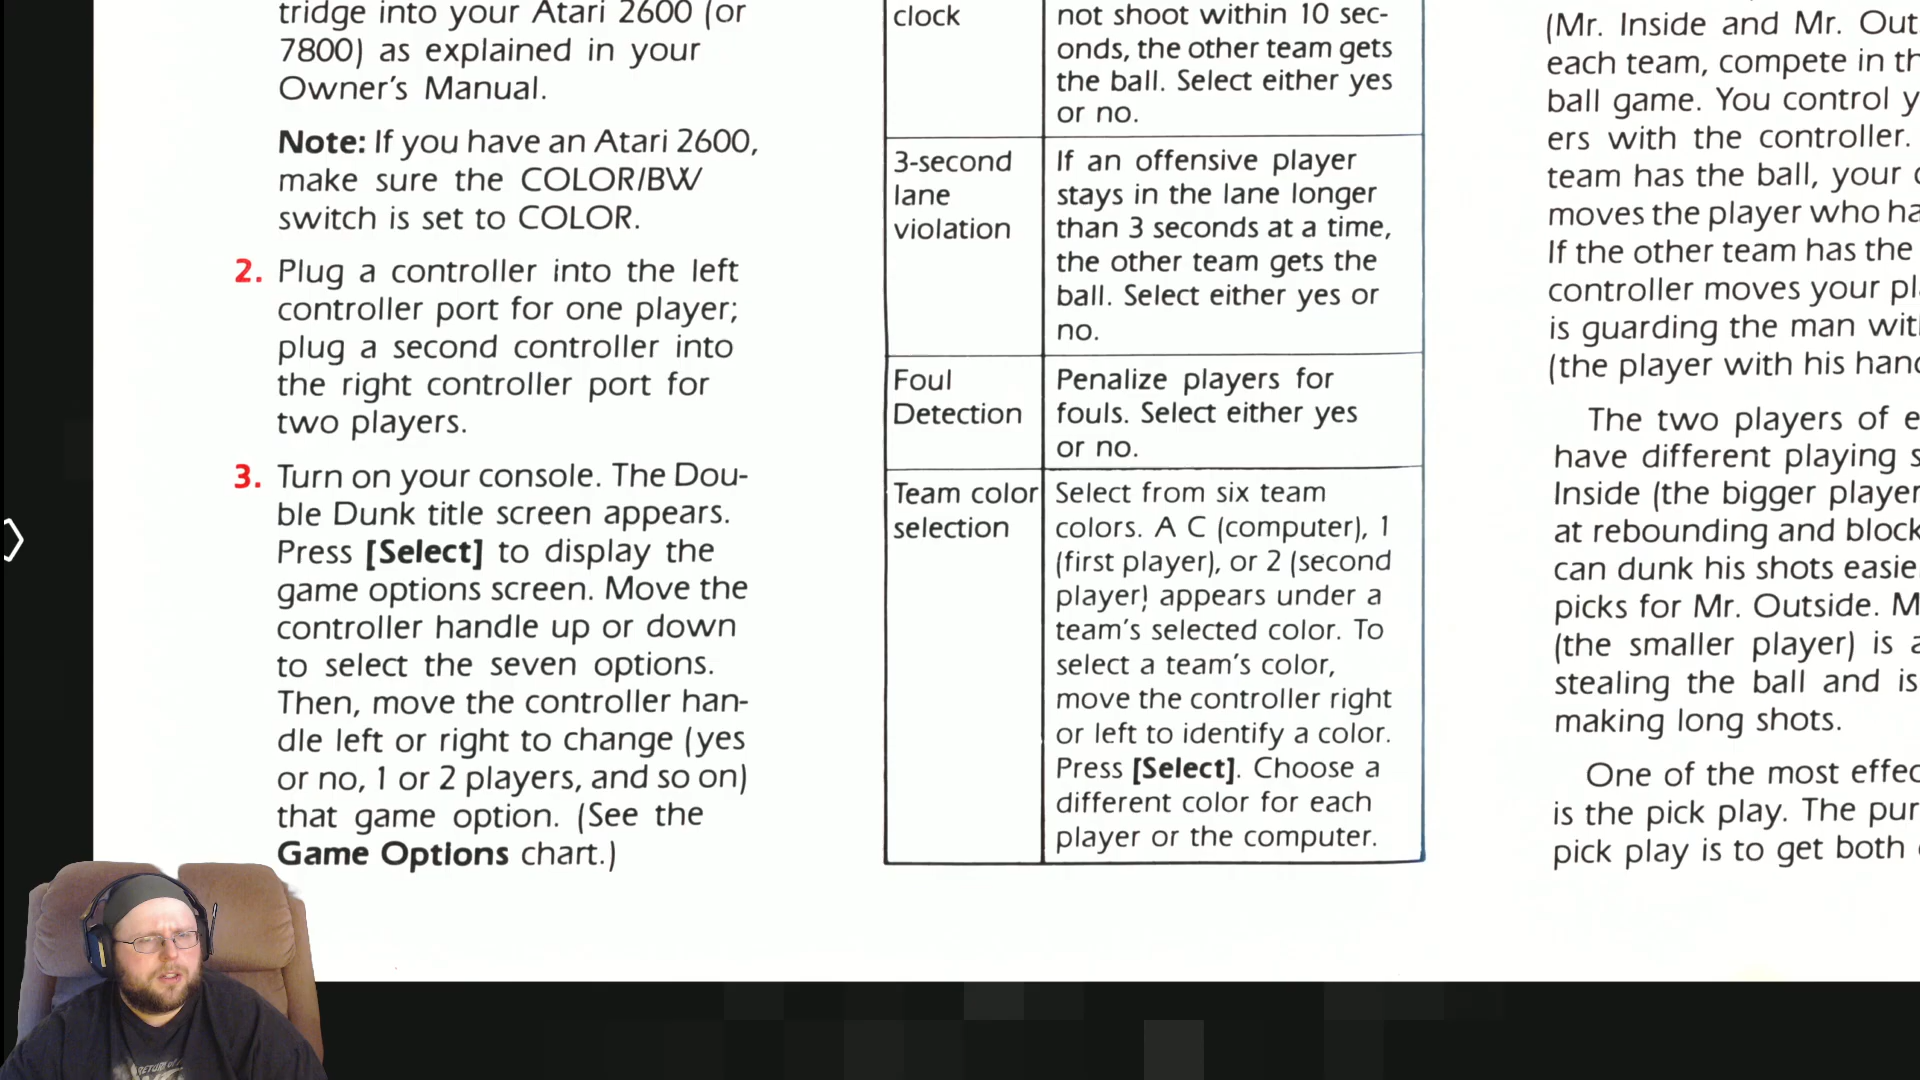 tridge into your Atari 2600 (or
7800) as explained in your
Owner's Manual.
Note: If you have an Atari 2600,
make sure the COLOR/BW
switch is set to COLOR.
2. Plug a controller into the left
controller port for one player;
plug a second controller into
the right controller port for
two players.
3. Turn on your console. The Dou-
ble Dunk title screen appears.
Press [Select] to display the
game options screen. Move the
controller handle up or down
to select the seven options.
Then, move the controller han-
dle left or right to change (yes
or no, 1 or 2 players, and so on)
that game option. (See the
Game Options chart.)
clock
not shoot within 10 sec-
onds, the other team gets
the ball. Select either yes
or no.
3-second
lane
violation
If an offensive player
stays in the lane longer
than 3 seconds at a time,
the other team gets the
ball. Select either yes or
no.
Foul
Detection
Penalize players for
fouls. Select either yes
or no.
Team color
selection
Select from six team
colors. A C (computer), 1
(first player), or 2 (second
player) appears under a
team's selected color. To
select a team's color,
move the controller right
or left to identify a color.
Press [Select]. Choose a
different color for each
player or the computer.
(Mr. Inside and Mr. Out
each team, compete in th
ball game. You control y
ers with the controller.
team has the ball, your
moves the player who ha
If the other team has the
controller moves your pl
is guarding the man wit
(the player with his hand
The two players of e
have different playing s
Inside (the bigger player
at rebounding and block
can dunk his shots easie
picks for Mr. Outside. M
(the smaller player) is a
stealing the ball and is
making long shots.
One of the most effec
is the pick play. The pur
pick play is to get both
RETURN of